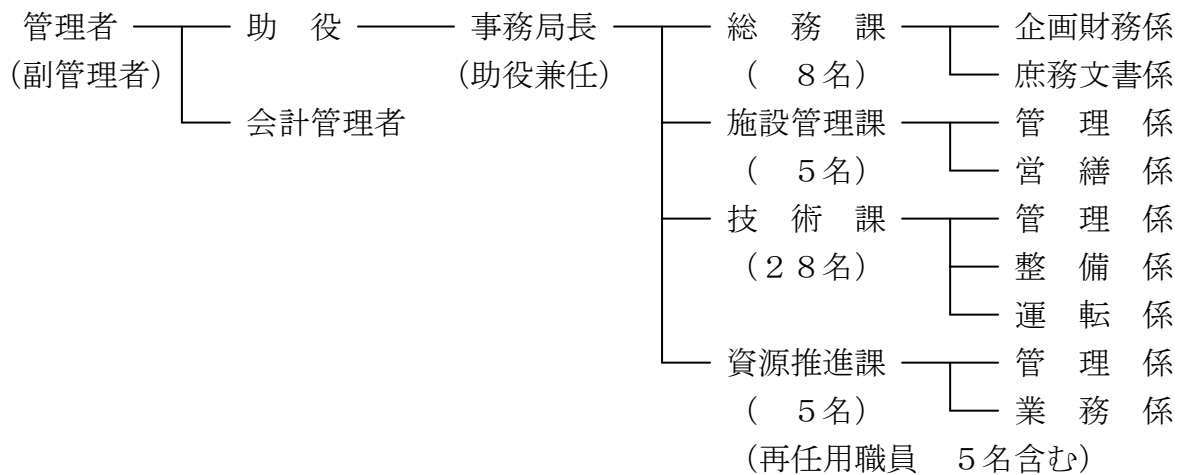 管理者 助　役 事務局長 総　務　課 企画財務係
(副管理者) (助役兼任) (　８名) 庶務文書係
会計管理者 施設管理課 管　理　係
(　５名) 営　繕　係
技　術　課 管　理　係
(２８名) 整　備　係
運　転　係
資源推進課 管　理　係
(　５名) 業　務　係
(再任用職員　５名含む)